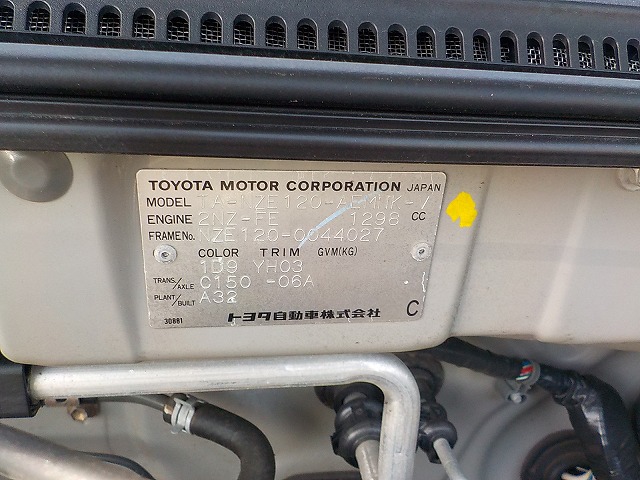 TOYOTA MOTOR CORPORATION JAPAN
MODEL TA-NZE120-AEMNK-/
ENGINE 2NZ-FE 1298 CC
FRAME No. NZE120-0044027
COLOR TRIM GVM(KG)
1D9 YH03
TRANS./AXLE C150 -06A
PLANT/BUILT A32
30881 トヨタ自動車株式会社 C